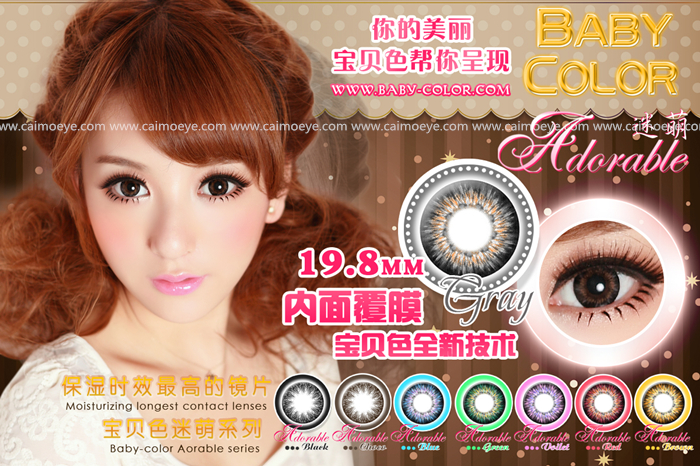 你的美丽
宝贝色帮你呈现
WWW.BABY-COLOR.COM
BABY
COLOR
www.caimoeye.com www.caimoeye.com www.caimoeye.com www.caimoeye.com www.caimoeye.com
迷萌
Adorable
19.8MM
Gray
内面覆膜
宝贝色全新技术
保湿时效最高的镜片
Moisturizing longest contact lenses
宝贝色迷萌系列
Baby-color Aorable series
Adorable Adorable Adorable Adorable Adorable Adorable Adorable
Black Choco Blue Green Voilet Red Brown